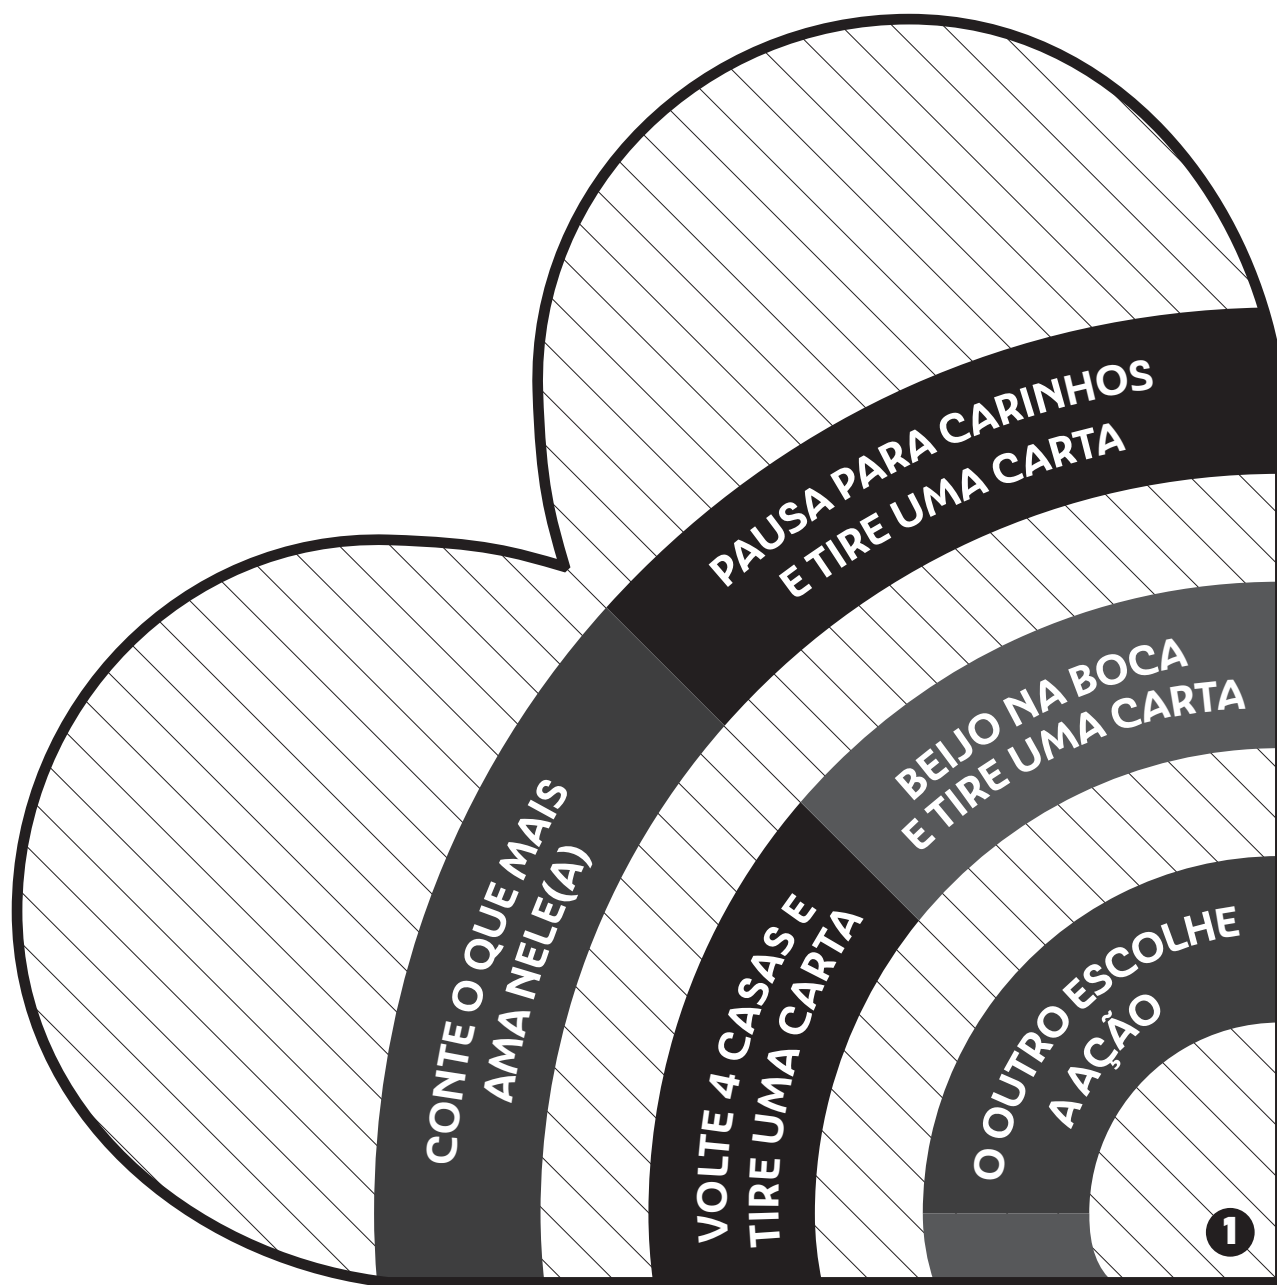 PAUSA PARA CARINHOS
E TIRE UMA CARTA
BEIJO NA BOCA
E TIRE UMA CARTA
CONTE O QUE MAIS
AMA NELE(A)
VOLTE 4 CASAS E
TIRE UMA CARTA
O OUTRO ESCOLHE
A AÇÃO
1